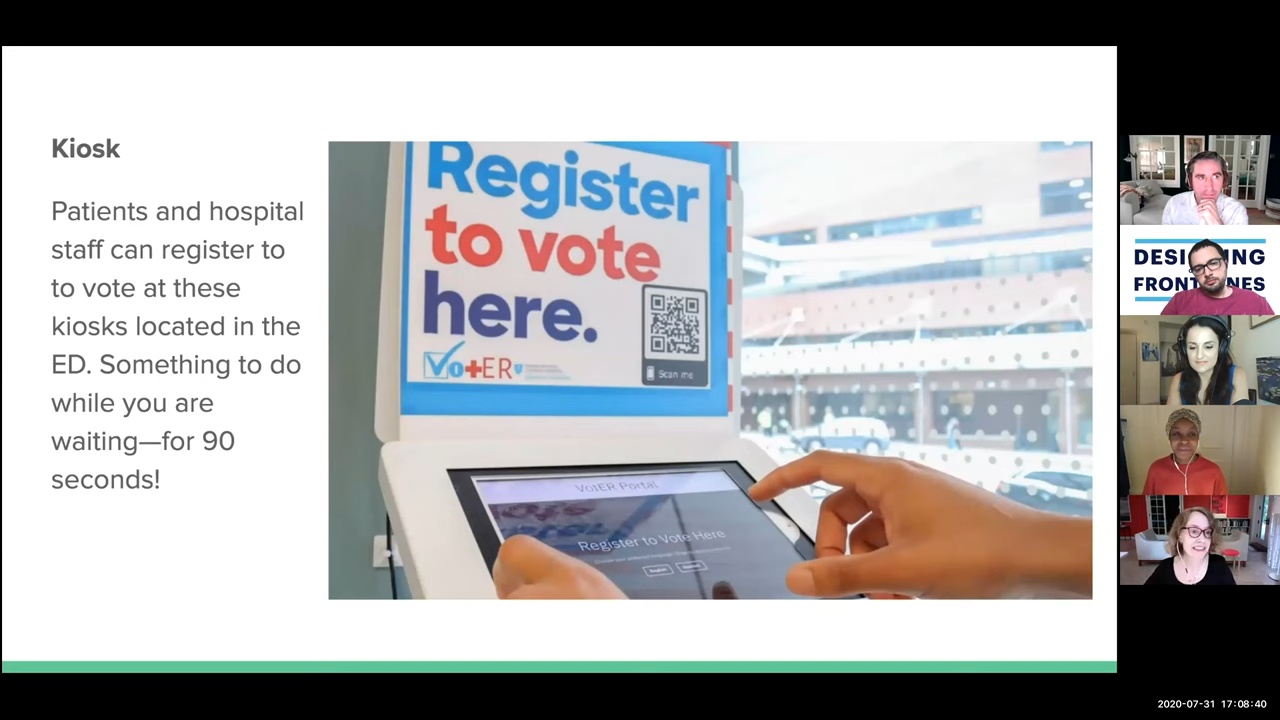 Kiosk
Patients and hospital
staff can register to
to vote at these
kiosks located in the
ED. Something to do
while you are
waiting—for 90
seconds!
Register
to vote
here.
VotER
Scan me
VotER Portal
Register to Vote Here
DESIGNING
FRONTLINES
2020-07-31 17:08:40